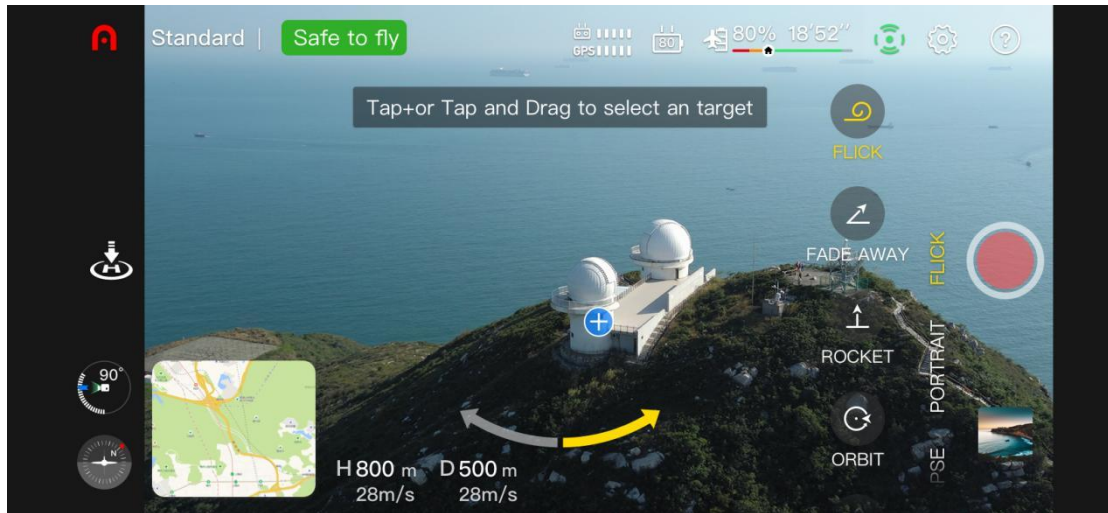 Standard |
Safe to fly
GPS
80
80% 18'52''
?
Tap+or Tap and Drag to select an target
FLICK
FADE AWAY
ROCKET
ORBIT
FLICK
PORTRAIT
PSE
90°
N
H 800 m D 500 m
28m/s 28m/s